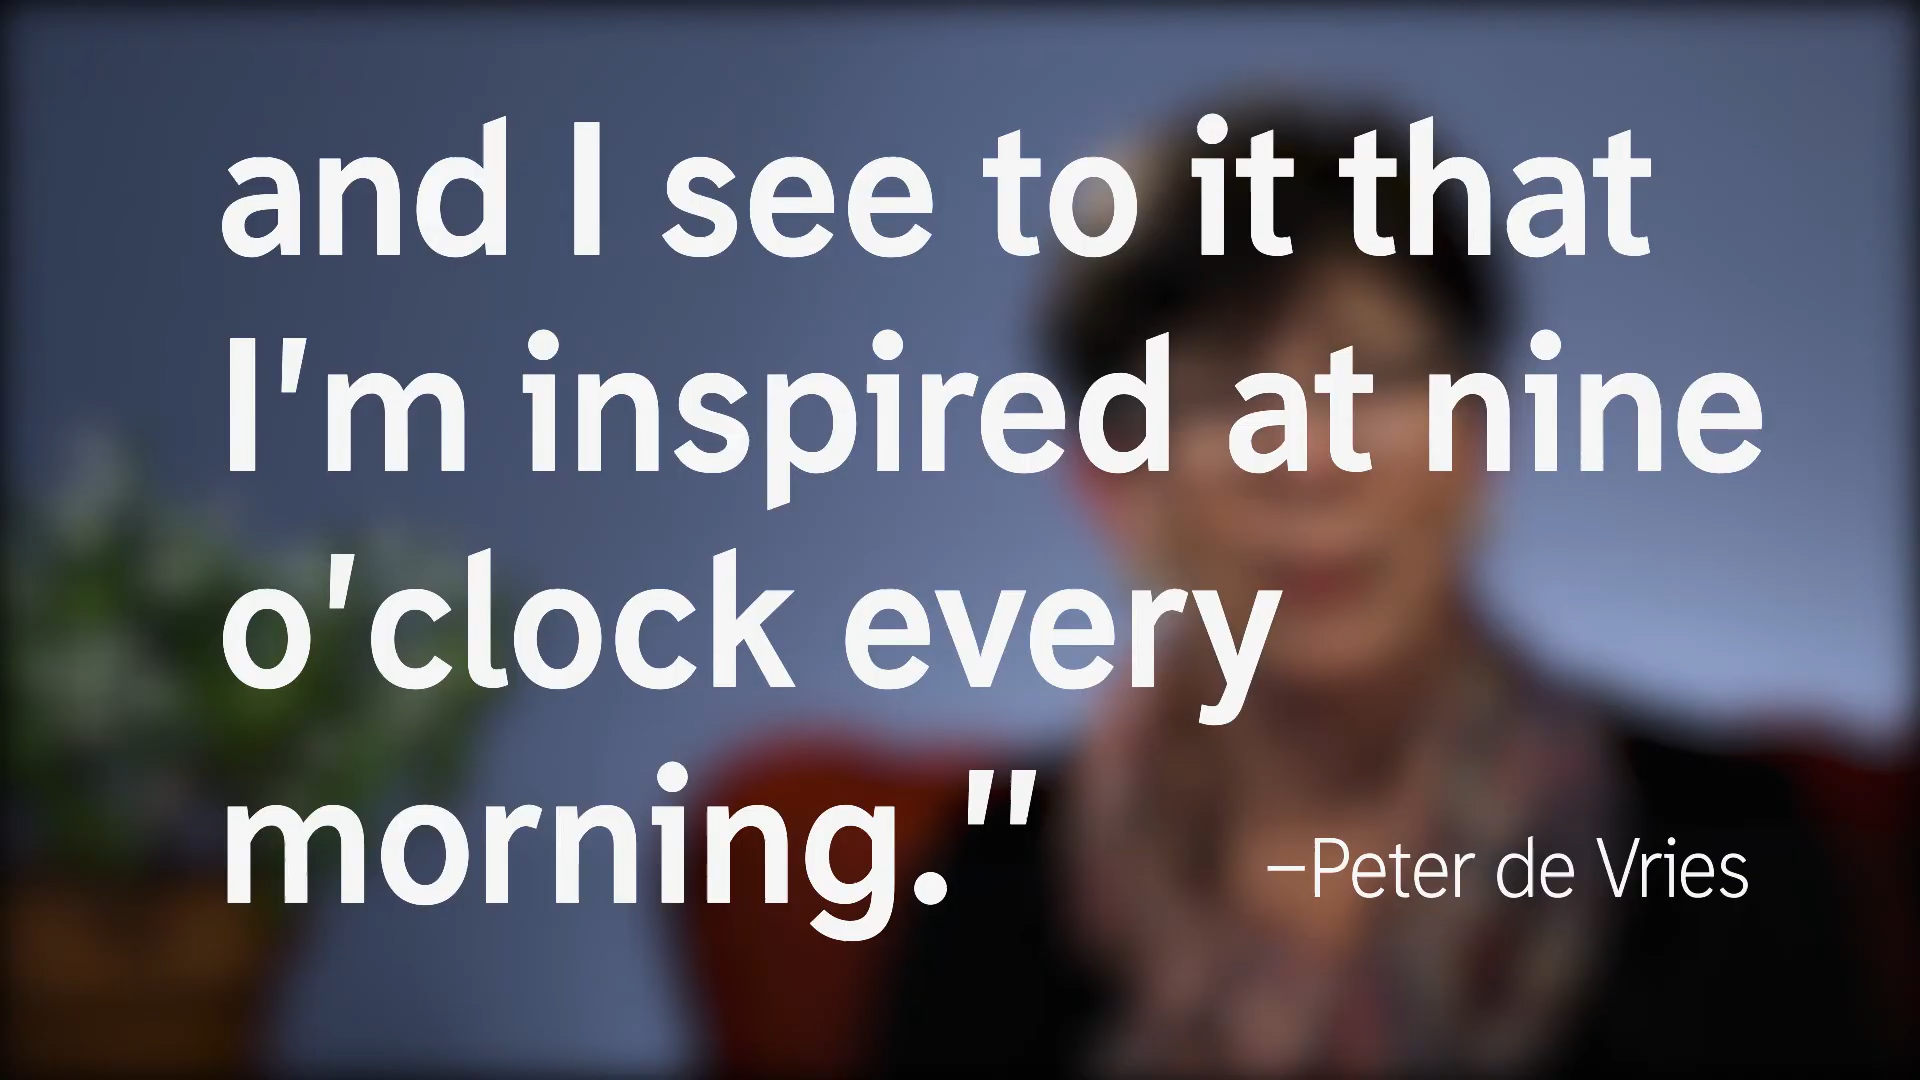 and I see to it that
I'm inspired at nine
o'clock every
morning."
–Peter de Vries